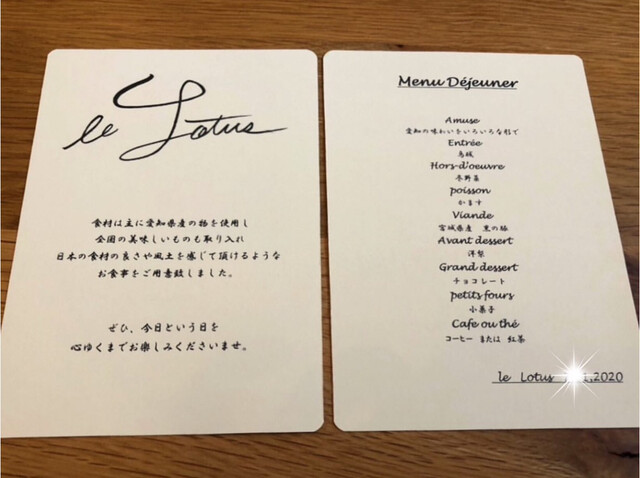 le Lotus
食材は主に愛知県産の物を使用し
全国の美味しいものも取り入れ
日本の食材の良さや風土を感じて頂けるような
お食事をご用意致しました。
ぜひ、今日という日を
心ゆくまでお楽しみくださいませ。
Menu Déjeuner
Amuse
愛知の味わいをいろいろな形で
Entrée
烏賊
Hors-d'oeuvre
冬野菜
poisson
かます
Viande
宮城県産 黒の豚
Avant dessert
洋梨
Grand dessert
チョコレート
petits fours
小菓子
Cafe ou thé
コーヒー または 紅茶
le Lotus ,2020